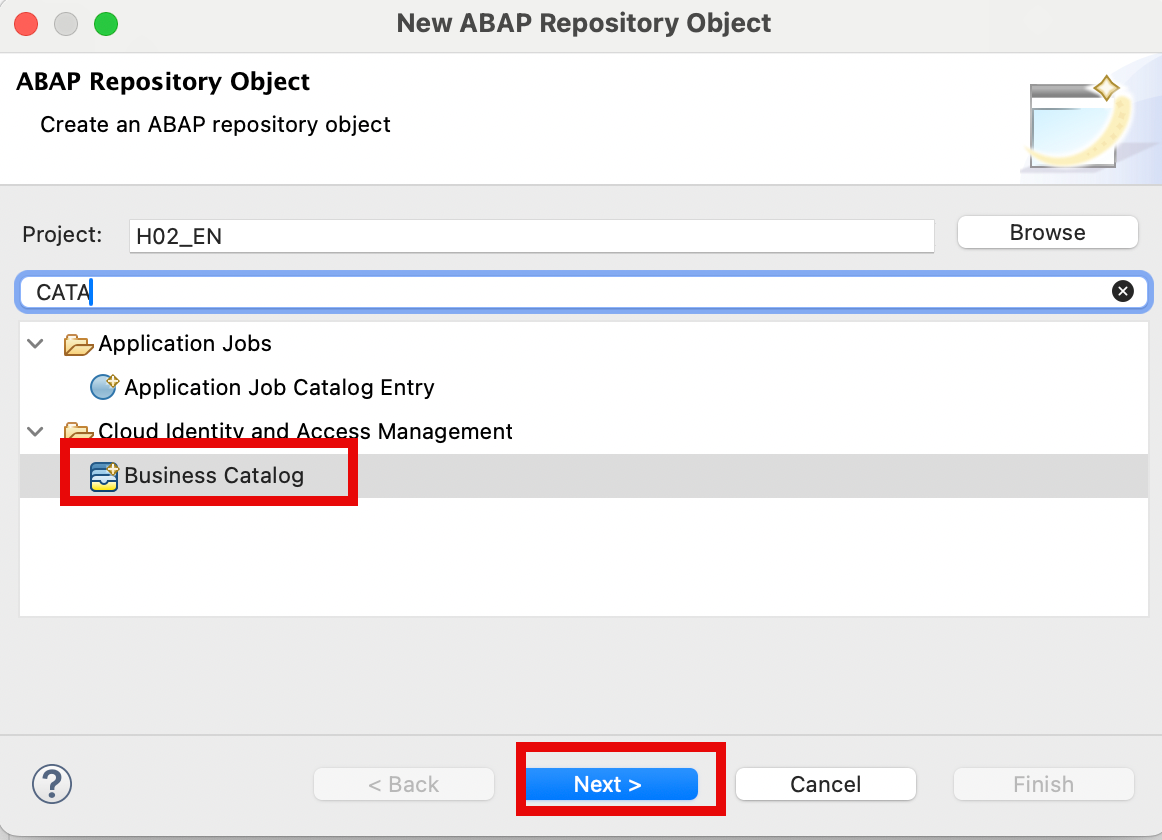 New ABAP Repository Object
ABAP Repository Object
Create an ABAP repository object
Project: H02_EN Browse
CATA
Application Jobs
Application Job Catalog Entry
Cloud Identity and Access Management
Business Catalog
? < Back Next > Cancel Finish